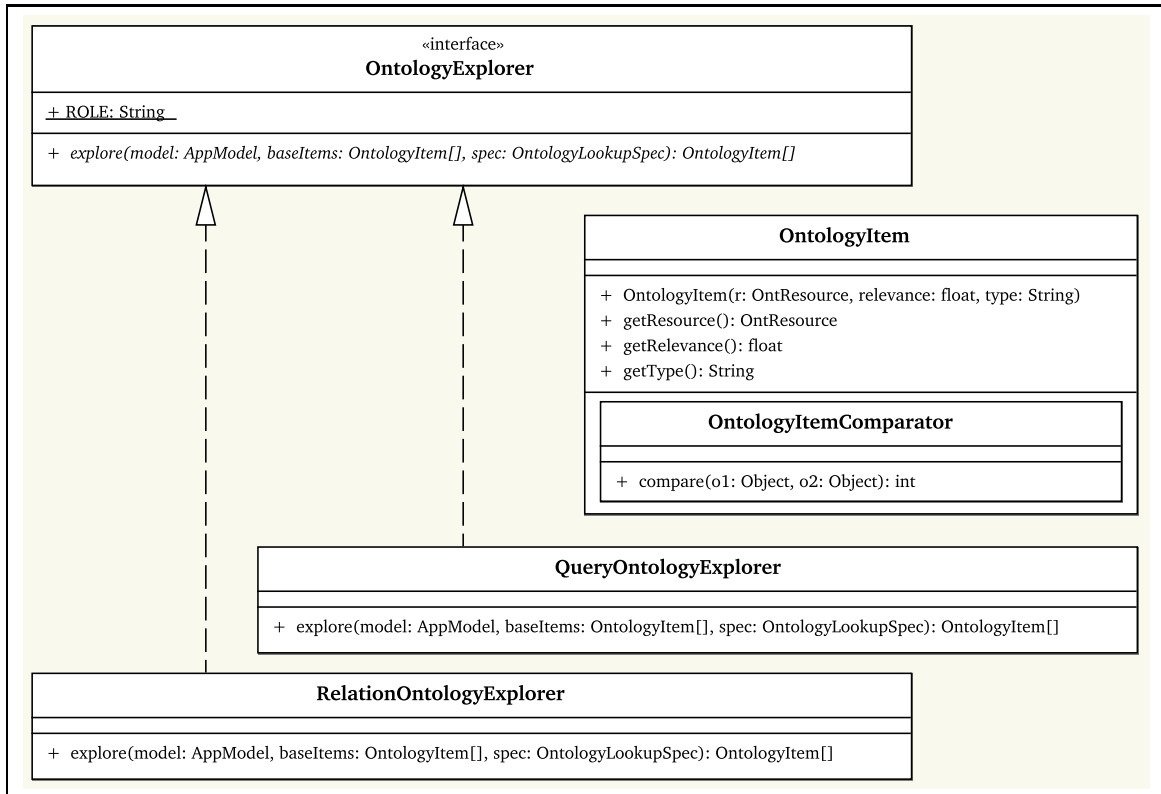 «interface»
OntologyExplorer
+ ROLE: String
+ explore(model: AppModel, baseItems: OntologyItem[], spec: OntologyLookupSpec): OntologyItem[]
OntologyItem
+ OntologyItem(r: OntResource, relevance: float, type: String)
+ getResource(): OntResource
+ getRelevance(): float
+ getType(): String
OntologyItemComparator
+ compare(o1: Object, o2: Object): int
QueryOntologyExplorer
+ explore(model: AppModel, baseItems: OntologyItem[], spec: OntologyLookupSpec): OntologyItem[]
RelationOntologyExplorer
+ explore(model: AppModel, baseItems: OntologyItem[], spec: OntologyLookupSpec): OntologyItem[]